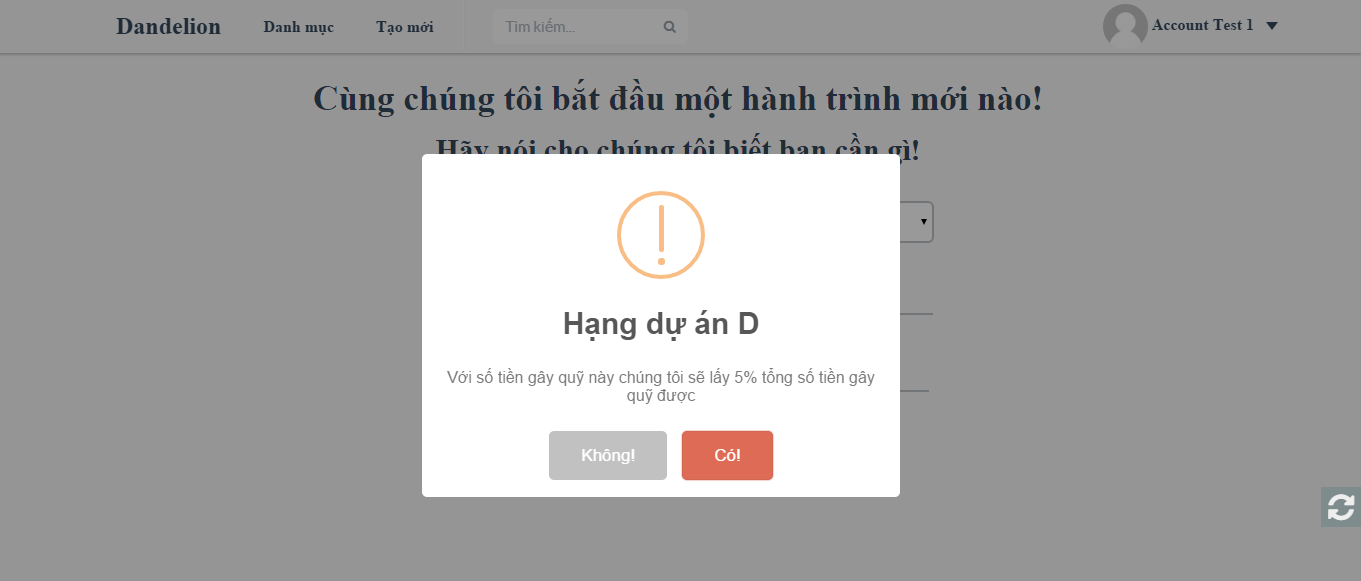 Dandelion
Danh mục
Tạo mới
Tìm kiếm...
Account Test 1
Cùng chúng tôi bắt đầu một hành trình mới nào!
Hãy nói cho chúng tôi biết bạn cần gì!
Hạng dự án D
Với số tiền gây quỹ này chúng tôi sẽ lấy 5% tổng số tiền gây
quỹ được
Không!
Có!